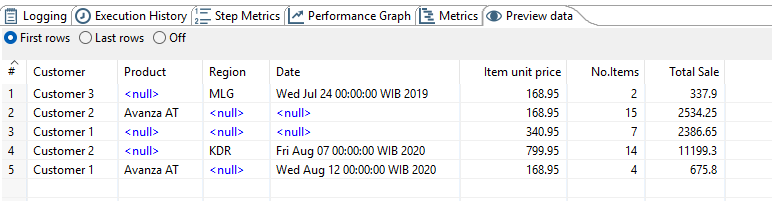 Logging Execution History Step Metrics Performance Graph Metrics Preview data
First rows Last rows Off
# Customer Product Region Date Item unit price No.Items Total Sale
1 Customer 3 <null> MLG Wed Jul 24 00:00:00 WIB 2019 168.95 2 337.9
2 Customer 2 Avanza AT <null> <null> 168.95 15 2534.25
3 Customer 1 <null> <null> <null> 340.95 7 2386.65
4 Customer 2 <null> KDR Fri Aug 07 00:00:00 WIB 2020 799.95 14 11199.3
5 Customer 1 Avanza AT <null> Wed Aug 12 00:00:00 WIB 2020 168.95 4 675.8